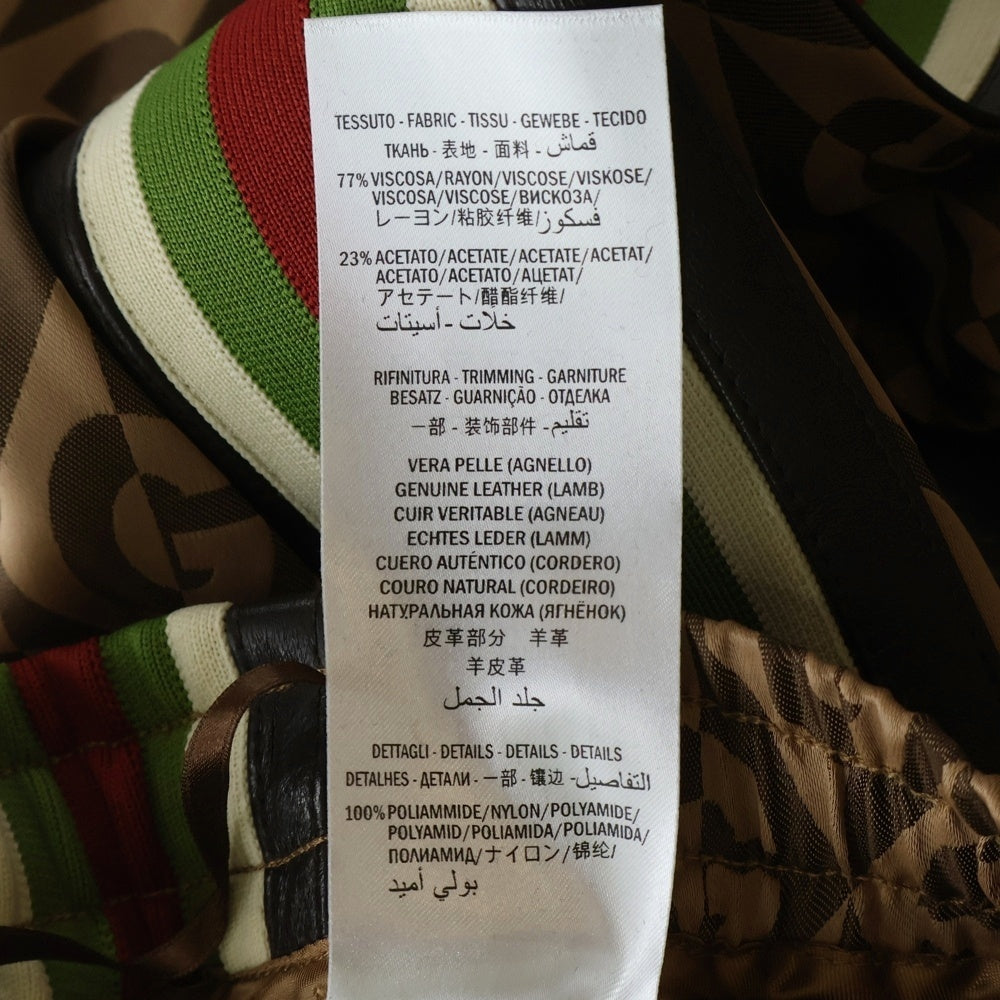 TESSUTO - FABRIC - TISSU - GEWEBE - TECIDO
ТКАНЬ - 表地 - 面料 - قماش
77% VISCOSA/RAYON/VISCOSE/VISKOSE/
VISCOSA/VISCOSE/ВИСКОЗА/
レーヨン/粘胶纤维/فسكوز
23% ACETATO/ACETATE/ACETATE/ACETAT/
ACETATO/ACETATO/АЦЕТАТ/
アセテート/醋酯纤维/
خلات - أسيتات
RIFINITURA - TRIMMING - GARNITURE
BESATZ - GUARNIÇÃO - ОТДЕЛКА
一部 - 装饰部件 - تقليم
VERA PELLE (AGNELLO)
GENUINE LEATHER (LAMB)
CUIR VERITABLE (AGNEAU)
ECHTES LEDER (LAMM)
CUERO AUTÉNTICO (CORDERO)
COURO NATURAL (CORDEIRO)
НАТУРАЛЬНАЯ КОЖА (ЯГНЁНОК)
皮革部分 羊革
羊皮革
جلد الجمل
DETTAGLI - DETAILS - DETAILS - DETAILS
DETALHES - ДЕТАЛИ - 一部 - 镶边 - التفاصيل
100% POLIAMMIDE/NYLON/POLYAMIDE/
POLYAMID/POLIAMIDA/POLIAMIDA/
ПОЛИАМИД/ナイロン/锦纶/
بولي أميد
G